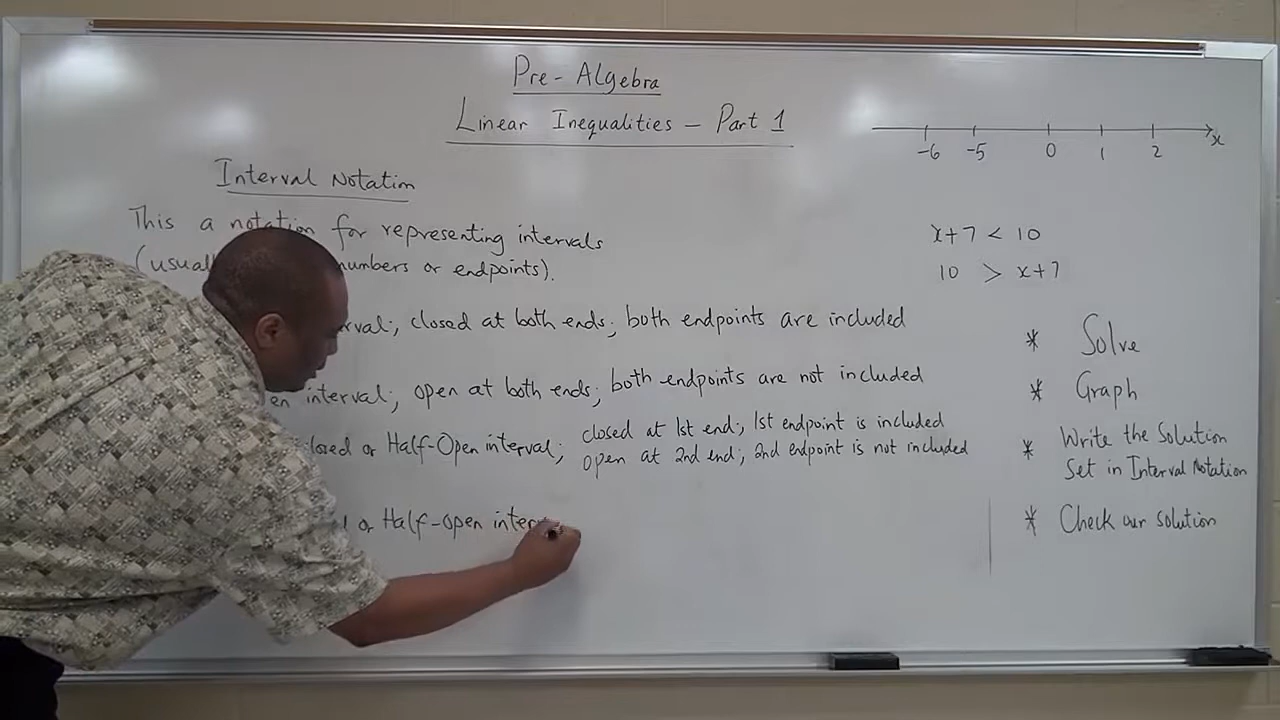 Pre-Algebra
Linear Inequalities - Part 1
-6 -5 0 1 2 x
Interval Notation
This a notation for representing intervals
numbers or endpoints).
closed at both ends; both endpoints are included
interval; open at both ends; both endpoints are not included
or Half-Open interval; closed at 1st end; 1st endpoint is included
open at 2nd end; 2nd endpoint is not included
or Half-Open
x+7 < 10
10 > x+7
* Solve
* Graph
* Write the Solution
Set in Interval Notation
* Check our solution